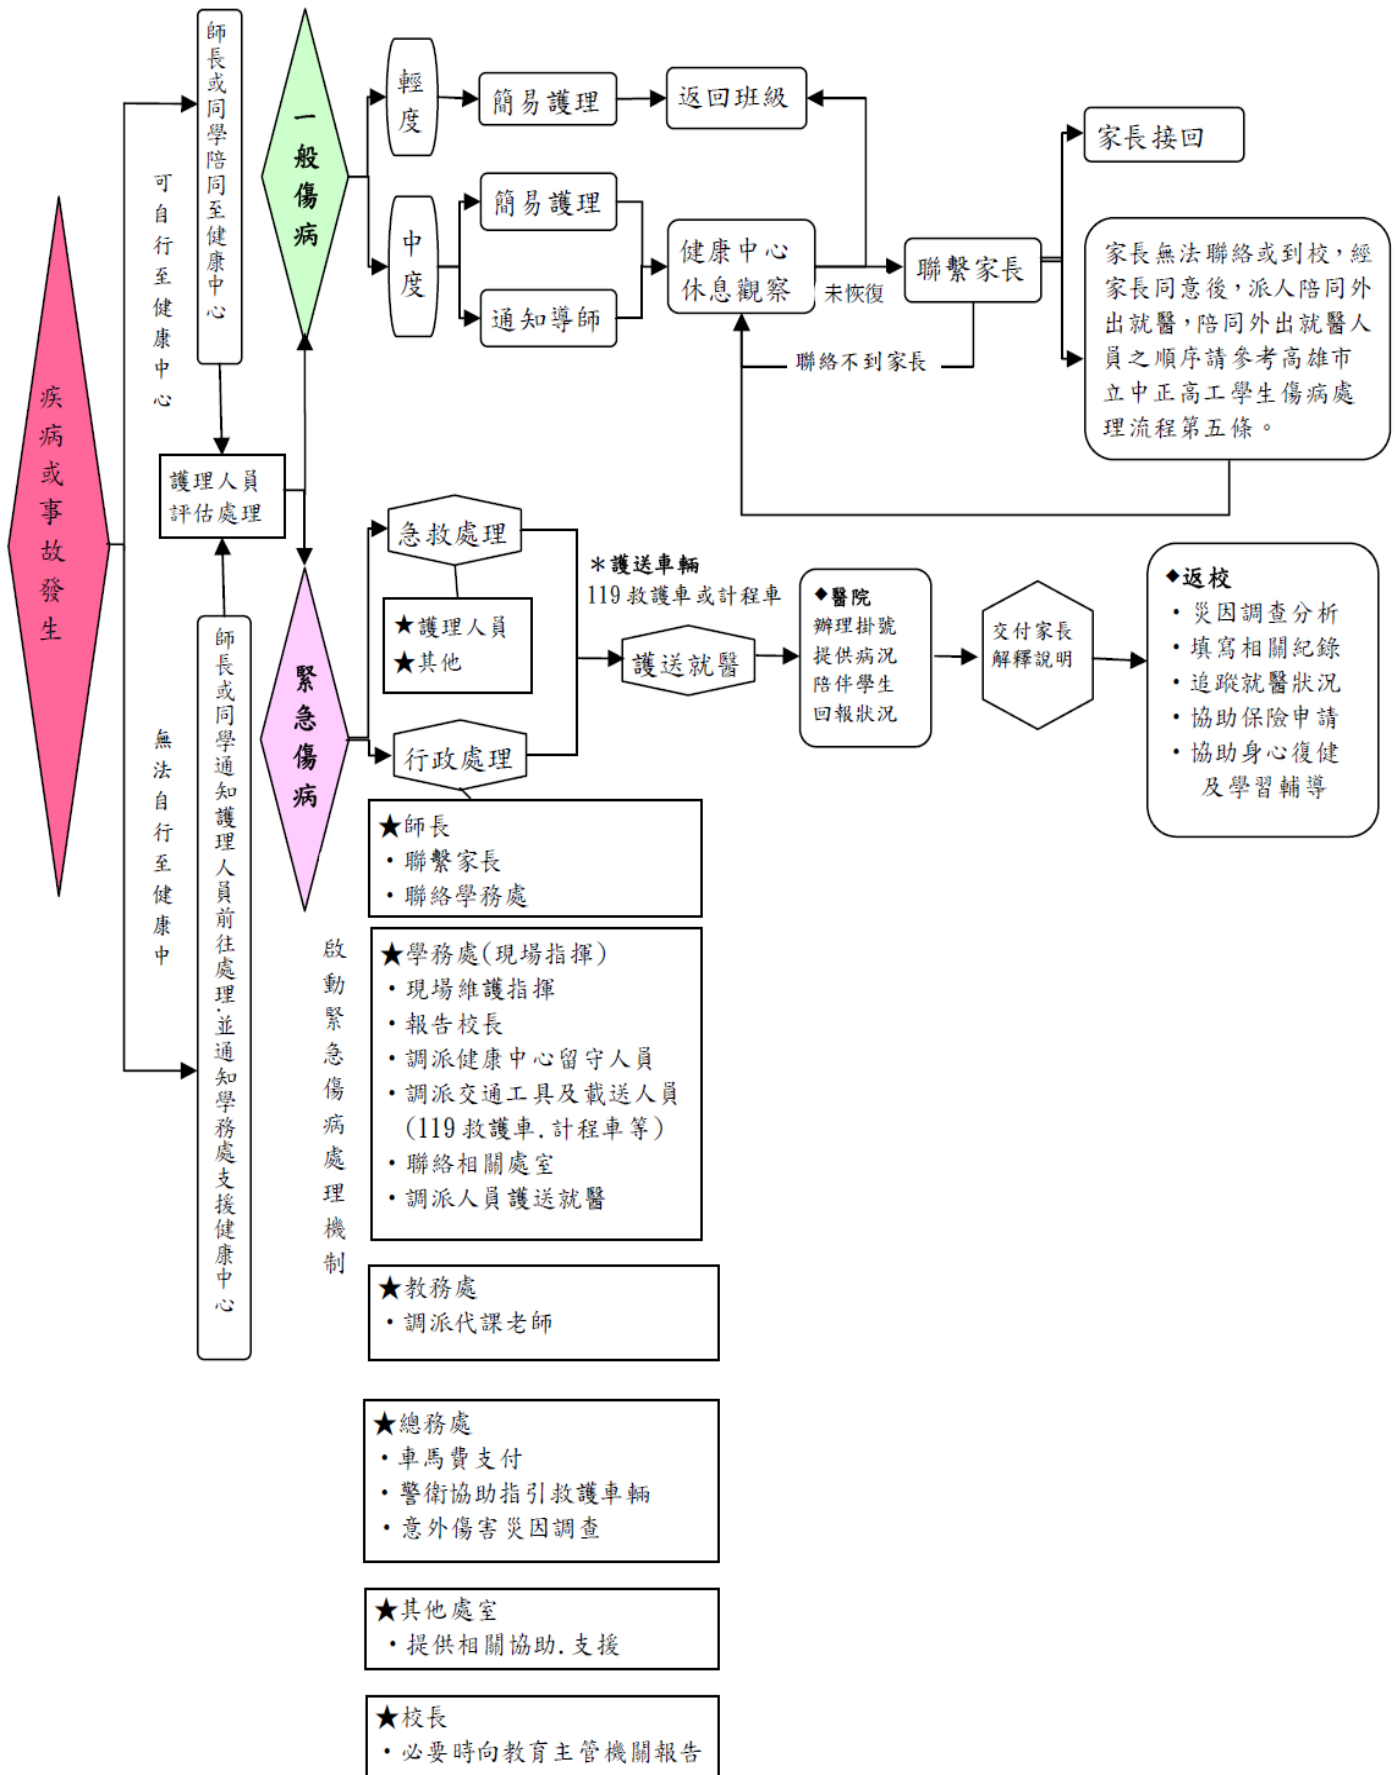 疾病或事故發生
可自行至健康中心
無法自行至健康中
師長或同學陪同至健康中心
護理人員
評估處理
師長或同學通知護理人員前往處理.並通知學務處支援健康中心
一般傷病
輕度
簡易護理
返回班級
中度
簡易護理
通知導師
健康中心
休息觀察
未恢復
聯繫家長
聯絡不到家長
家長接回
家長無法聯絡或到校，經
家長同意後，派人陪同外
出就醫，陪同外出就醫人
員之順序請參考高雄市
立中正高工學生傷病處
理流程第五條。
緊急傷病
啟動緊急傷病處理機制
急救處理
★護理人員
★其他
行政處理
＊護送車輛
119 救護車或計程車
護送就醫
◆醫院
辦理掛號
提供病況
陪伴學生
回報狀況
交付家長
解釋說明
◆返校
・災因調查分析
・填寫相關紀錄
・追蹤就醫狀況
・協助保險申請
・協助身心復健
及學習輔導
★師長
・聯繫家長
・聯絡學務處
★學務處(現場指揮)
・現場維護指揮
・報告校長
・調派健康中心留守人員
・調派交通工具及載送人員
(119 救護車.計程車等)
・聯絡相關處室
・調派人員護送就醫
★教務處
・調派代課老師
★總務處
・車馬費支付
・警衛協助指引救護車輛
・意外傷害災因調查
★其他處室
・提供相關協助.支援
★校長
・必要時向教育主管機關報告